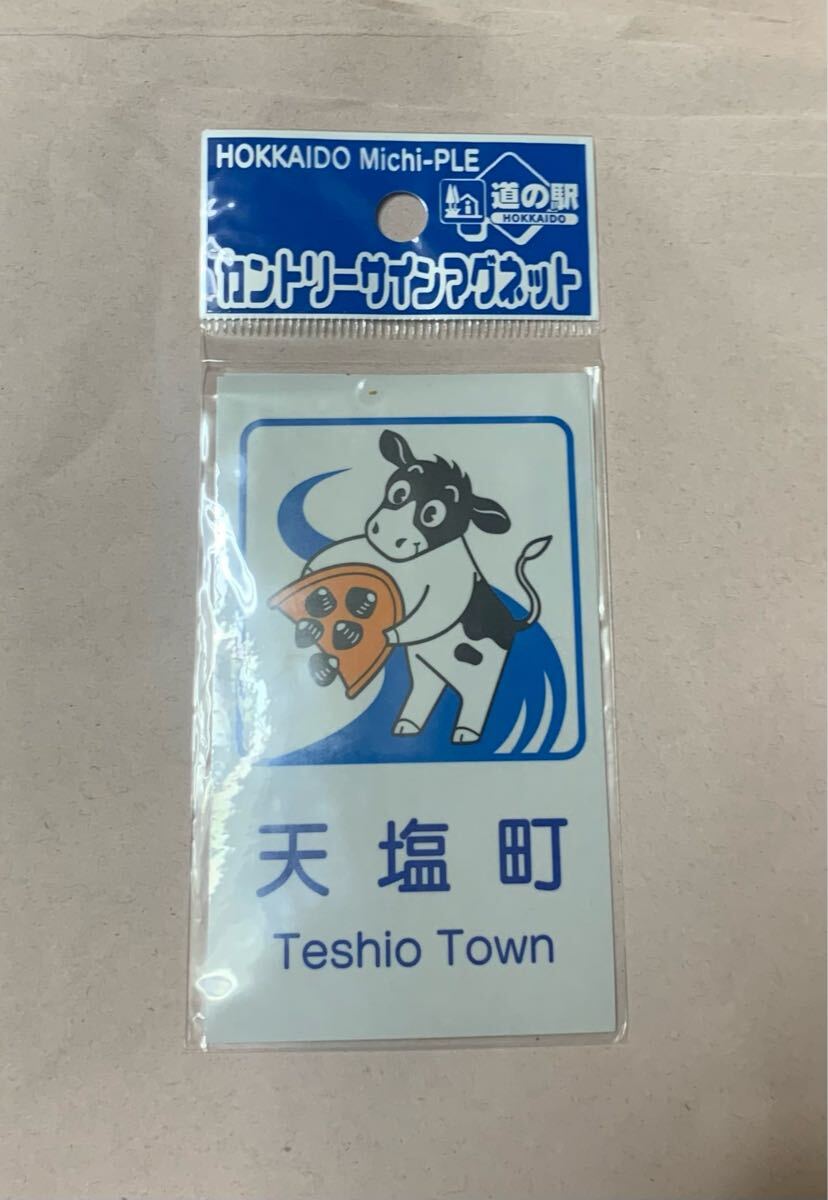 HOKKAIDO Michi-PLE
道の駅
HOKKAIDO
カントリーサインマグネット
天塩町
Teshio Town